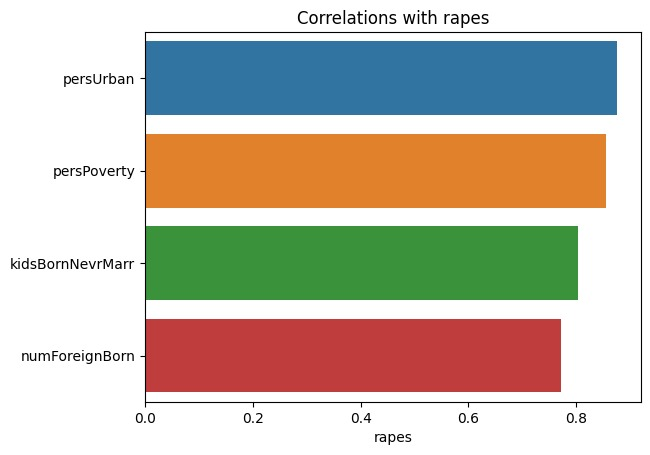 Correlations with rapes
persUrban
persPoverty
kidsBornNevrMarr
numForeignBorn
0.0 0.2 0.4 0.6 0.8
rapes